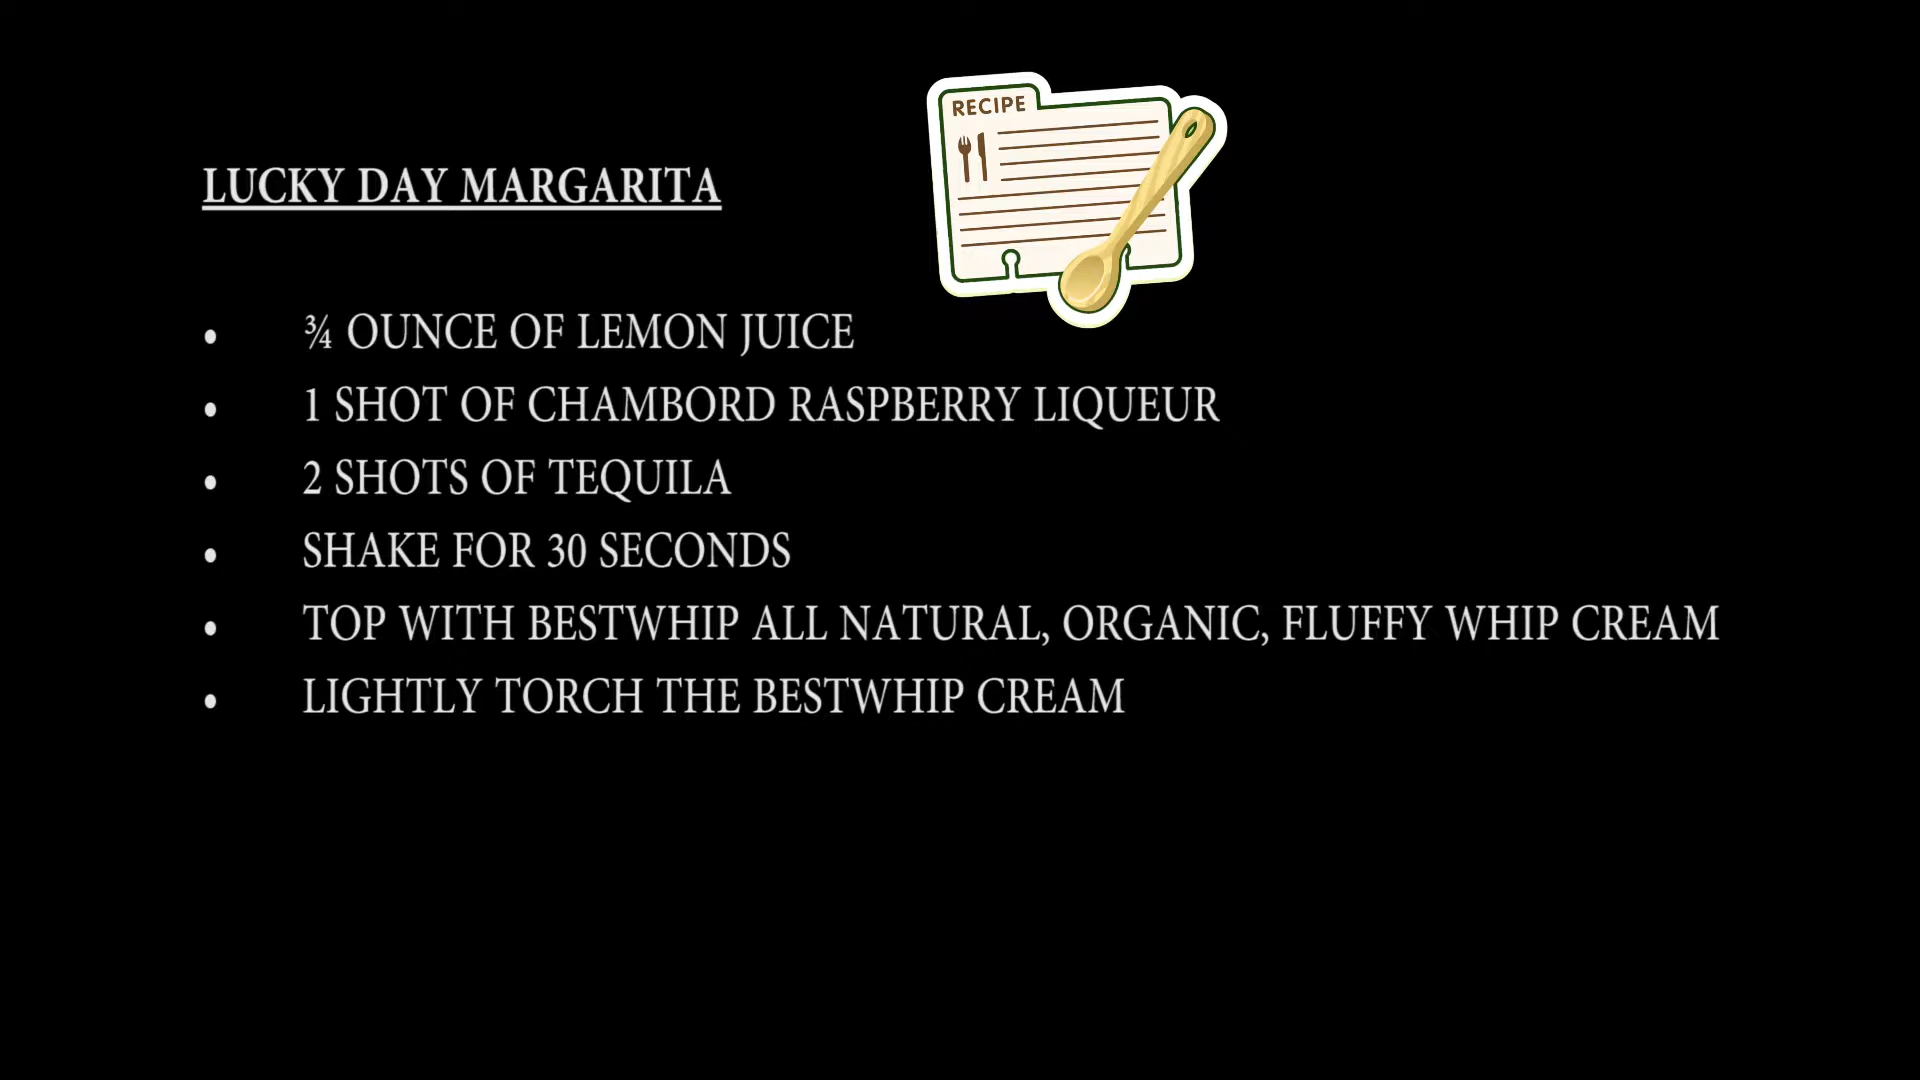 RECIPE
LUCKY DAY MARGARITA
• ¾ OUNCE OF LEMON JUICE
• 1 SHOT OF CHAMBORD RASPBERRY LIQUEUR
• 2 SHOTS OF TEQUILA
• SHAKE FOR 30 SECONDS
• TOP WITH BESTWHIP ALL NATURAL, ORGANIC, FLUFFY WHIP CREAM
• LIGHTLY TORCH THE BESTWHIP CREAM